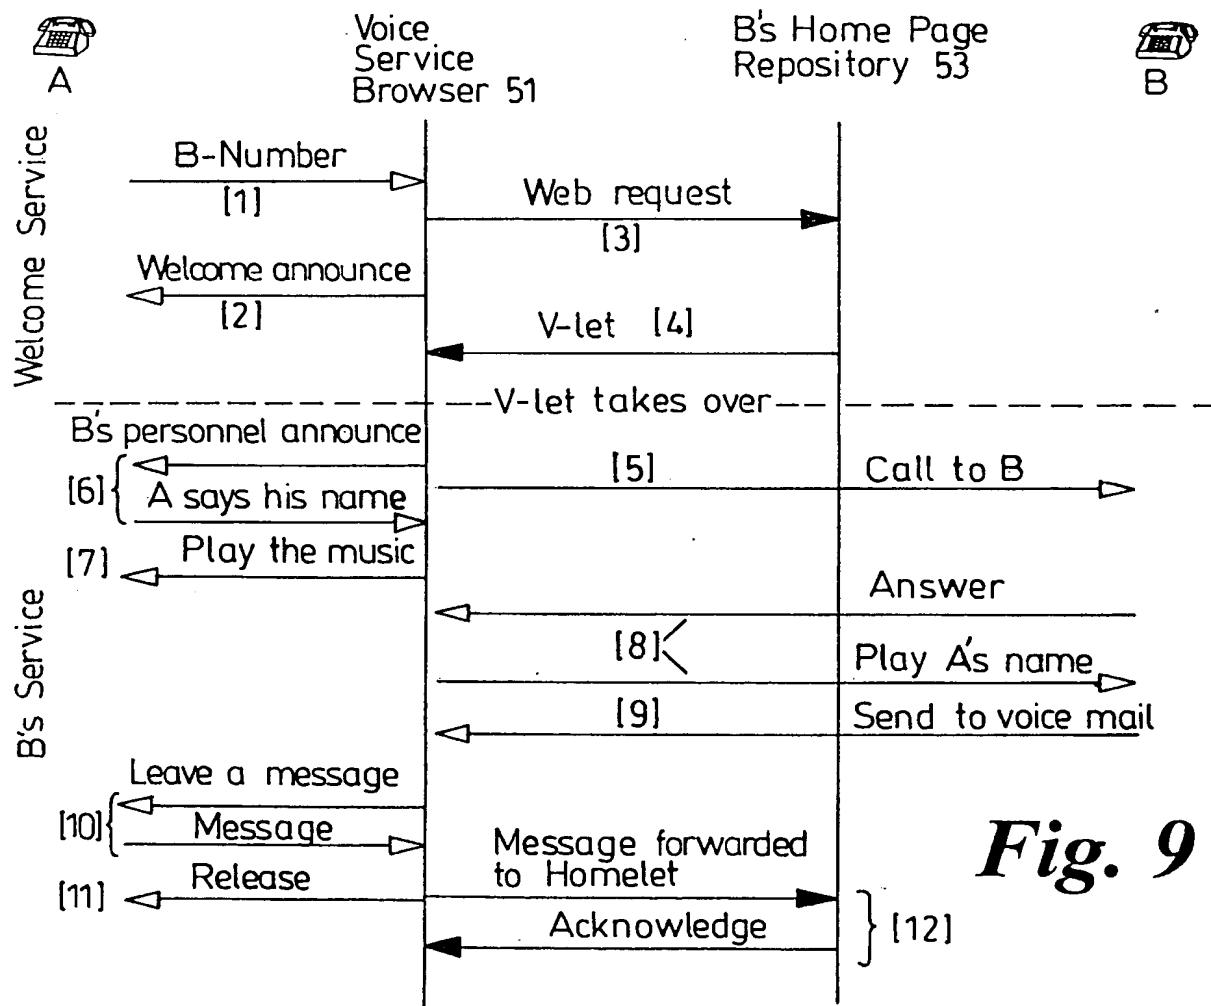 A
Voice
Service
Browser 51
B's Home Page
Repository 53
B
Welcome Service
B-Number
[1]
Web request
[3]
Welcome announce
[2]
V-let [4]
V-let takes over
B's Service
B's personnel announce
[5]
Call to B
[6]
A says his name
[7]
Play the music
Answer
[8]
Play A's name
[9]
Send to voice mail
Leave a message
[10]
Message
Message forwarded
to Homelet
[11]
Release
Acknowledge
[12]
Fig. 9